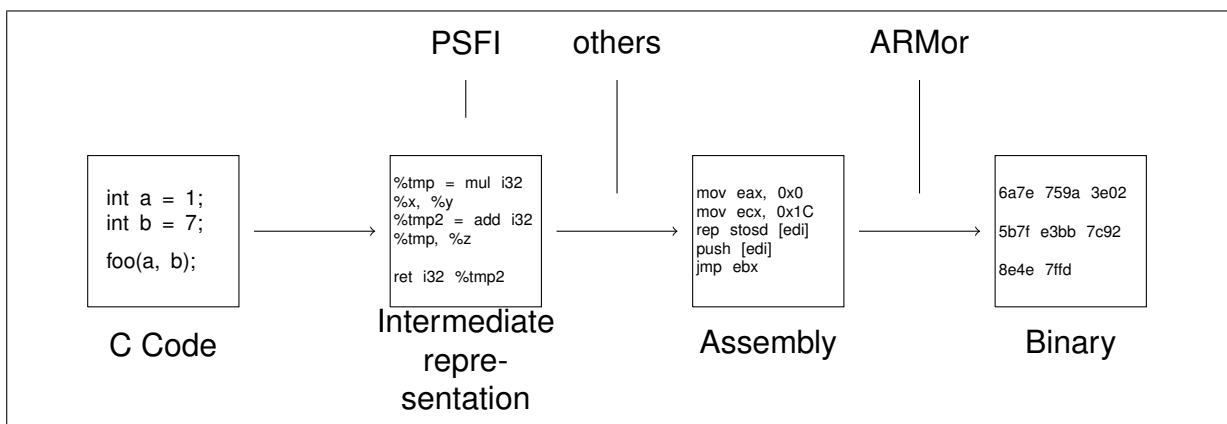 PSFI others ARMor
int a = 1;
int b = 7;
foo(a, b);
%tmp = mul i32
%x, %y
%tmp2 = add i32
%tmp, %z
ret i32 %tmp2
mov eax, 0x0
mov ecx, 0x1C
rep stosd [edi]
push [edi]
jmp ebx
6a7e 759a 3e02
5b7f e3bb 7c92
8e4e 7ffd
C Code
Intermediate
repre-
sentation
Assembly
Binary